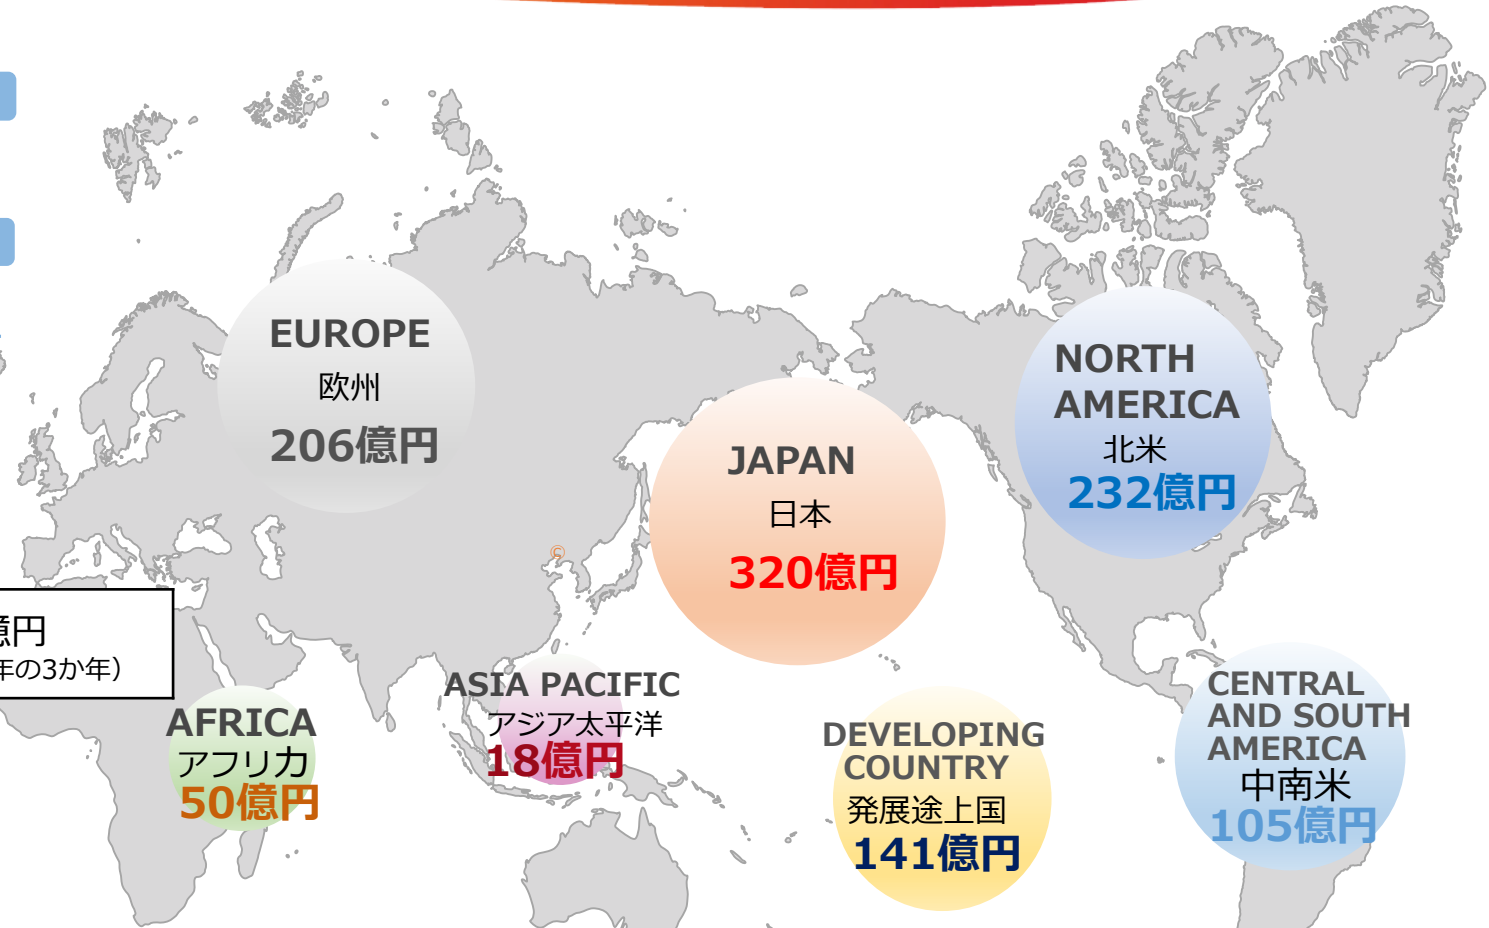 EUROPE
欧州
206億円
NORTH
AMERICA
北米
232億円
JAPAN
日本
320億円
©
億円
年の3か年）
AFRICA
アフリカ
50億円
ASIA PACIFIC
アジア太平洋
18億円
DEVELOPING
COUNTRY
発展途上国
141億円
CENTRAL
AND SOUTH
AMERICA
中南米
105億円